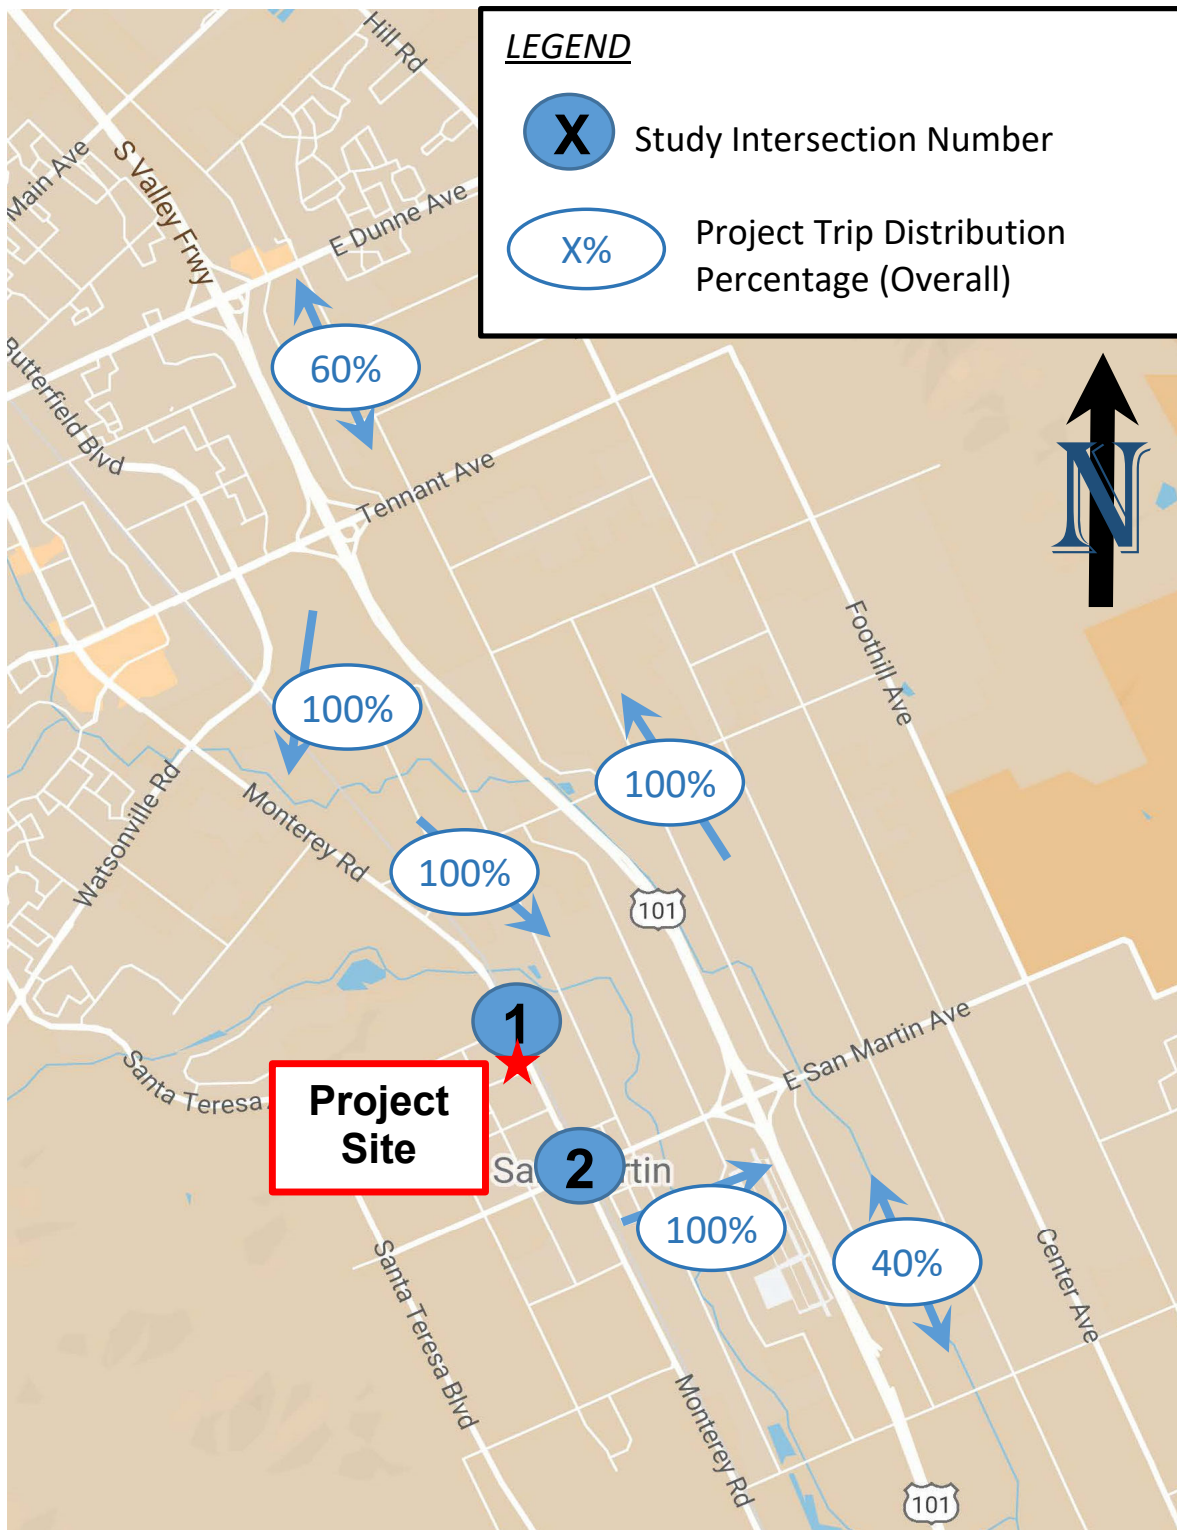 LEGEND
X Study Intersection Number
X% Project Trip Distribution
Percentage (Overall)
N
Hill Rd
Main Ave
S Valley Frwy
E Dunne Ave
60%
Butterfield Blvd
Tennant Ave
Foothill Ave
100%
100%
Watsonville Rd
Monterey Rd
100%
101
1
E San Martin Ave
Santa Teresa
Project
Site
2
Sa rtin
100%
40%
Center Ave
Santa Teresa Blvd
Monterey Rd
101